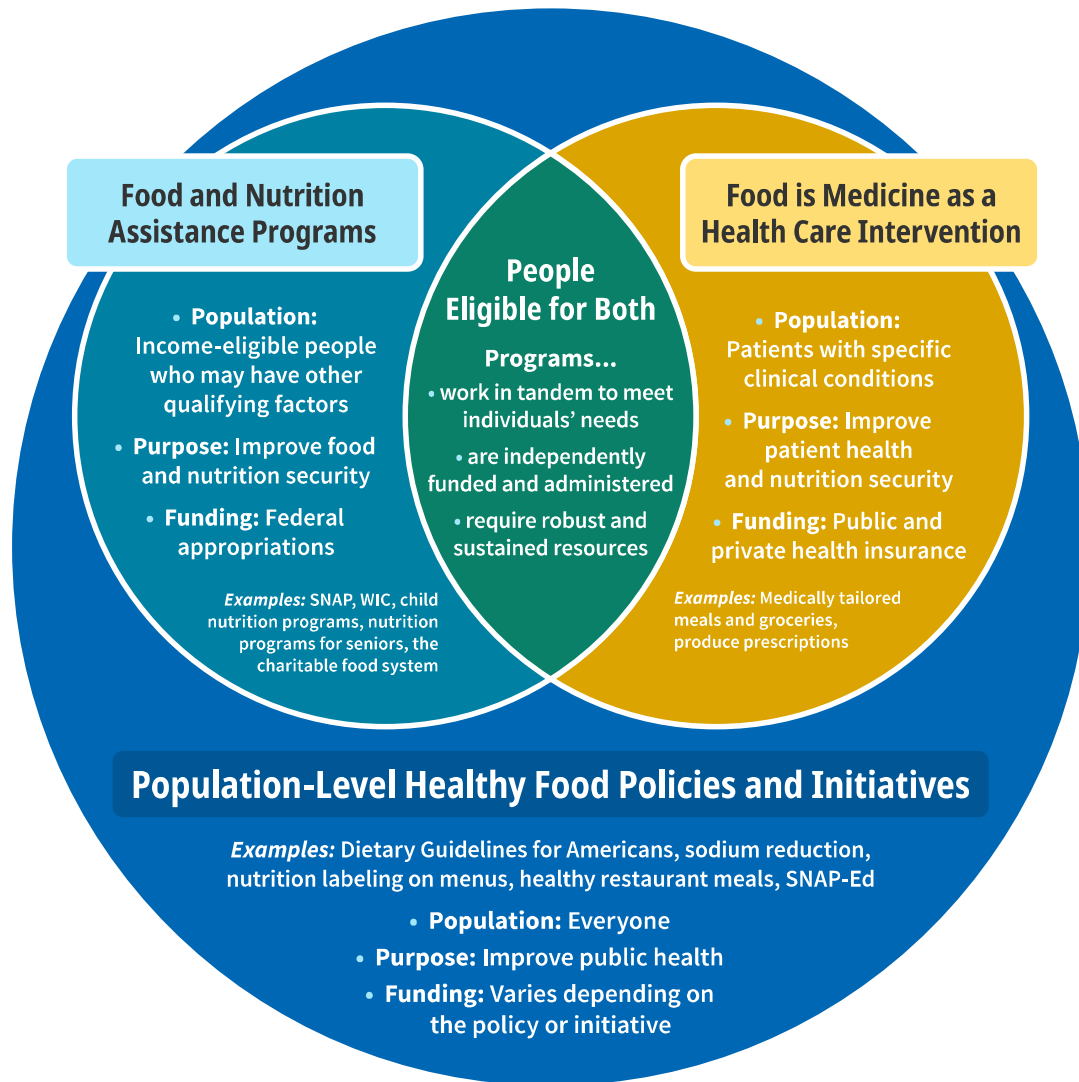 Food and Nutrition
Assistance Programs
• Population:
Income-eligible people
who may have other
qualifying factors
• Purpose: Improve food
and nutrition security
• Funding: Federal
appropriations
Examples: SNAP, WIC, child
nutrition programs, nutrition
programs for seniors, the
charitable food system
People
Eligible for Both
Programs...
• work in tandem to meet
individuals’ needs
• are independently
funded and administered
• require robust and
sustained resources
Food is Medicine as a
Health Care Intervention
• Population:
Patients with specific
clinical conditions
• Purpose: Improve
patient health
and nutrition security
• Funding: Public and
private health insurance
Examples: Medically tailored
meals and groceries,
produce prescriptions
Population-Level Healthy Food Policies and Initiatives
Examples: Dietary Guidelines for Americans, sodium reduction,
nutrition labeling on menus, healthy restaurant meals, SNAP-Ed
• Population: Everyone
• Purpose: Improve public health
• Funding: Varies depending on
the policy or initiative